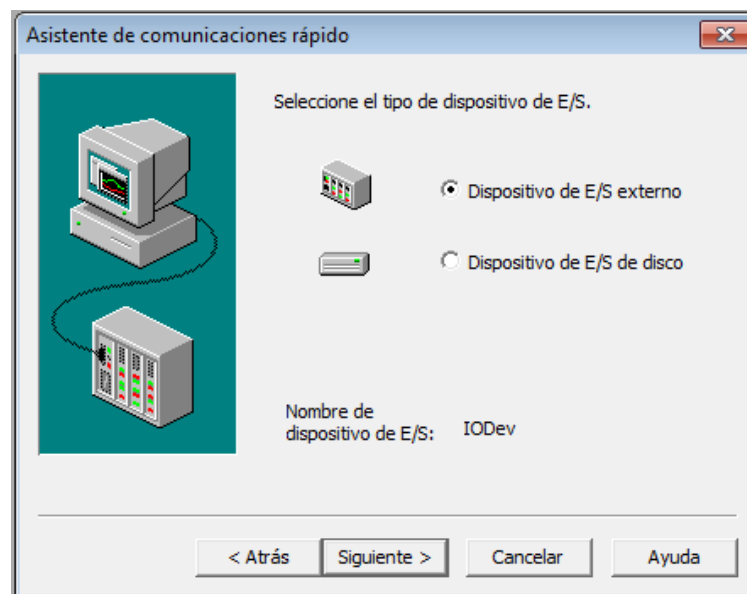 Asistente de comunicaciones rápido
Seleccione el tipo de dispositivo de E/S.
Dispositivo de E/S externo
Dispositivo de E/S de disco
Nombre de
dispositivo de E/S: IODev
< Atrás Siguiente > Cancelar Ayuda